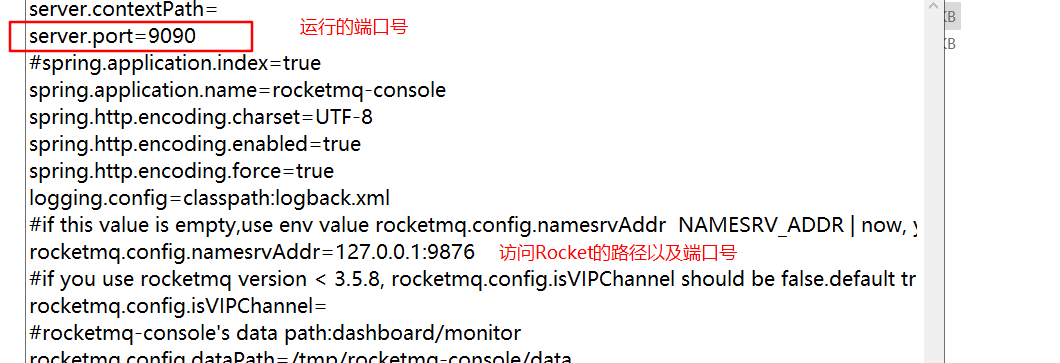 server.contextPath=
server.port=9090
运行的端口号
#spring.application.index=true
spring.application.name=rocketmq-console
spring.http.encoding.charset=UTF-8
spring.http.encoding.enabled=true
spring.http.encoding.force=true
logging.config=classpath:logback.xml
#if this value is empty,use env value rocketmq.config.namesrvAddr  NAMESRV_ADDR | now, y
rocketmq.config.namesrvAddr=127.0.0.1:9876
访问Rocket的路径以及端口号
#if you use rocketmq version < 3.5.8, rocketmq.config.isVIPChannel should be false.default tr
rocketmq.config.isVIPChannel=
#rocketmq-console's data path:dashboard/monitor
rocketmq.config.dataPath=/tmp/rocketmq-console/data
KB
KB